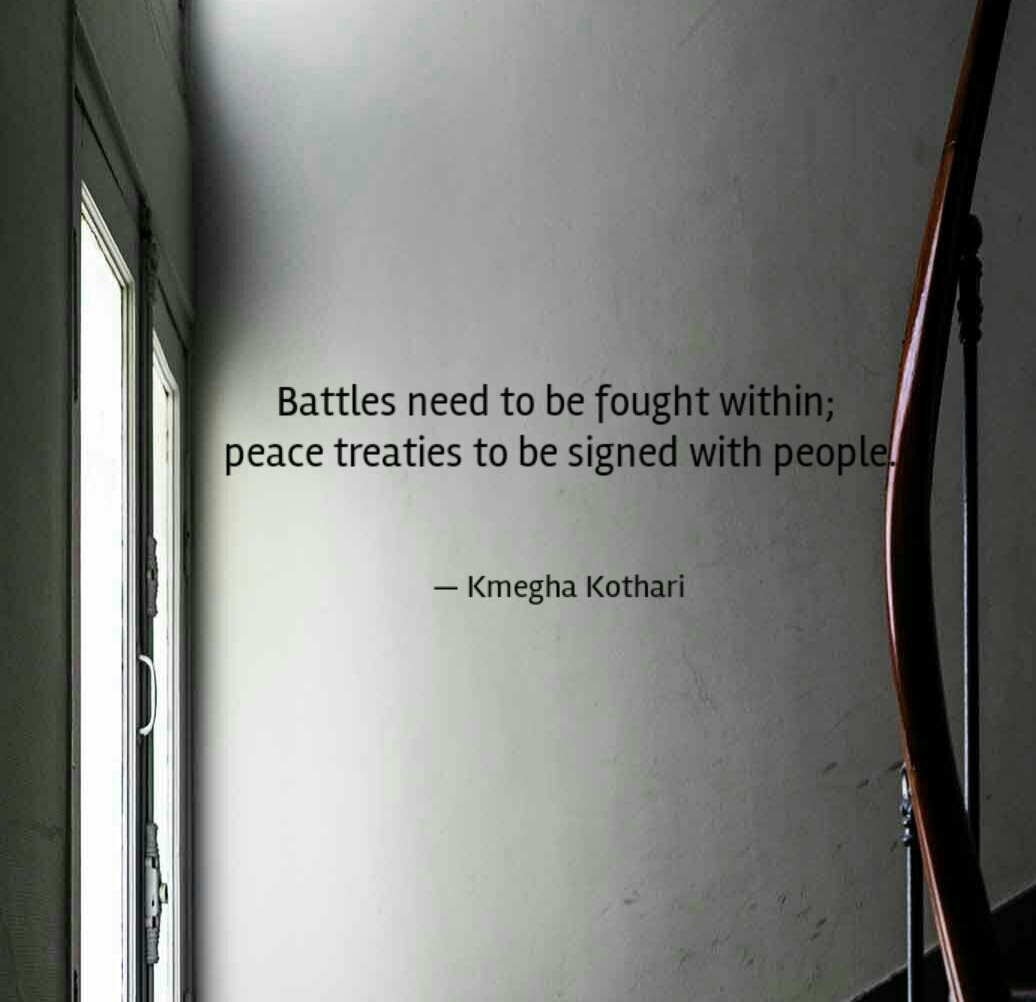 Battles need to be fought within;
peace treaties to be signed with people.
— Kmegha Kothari